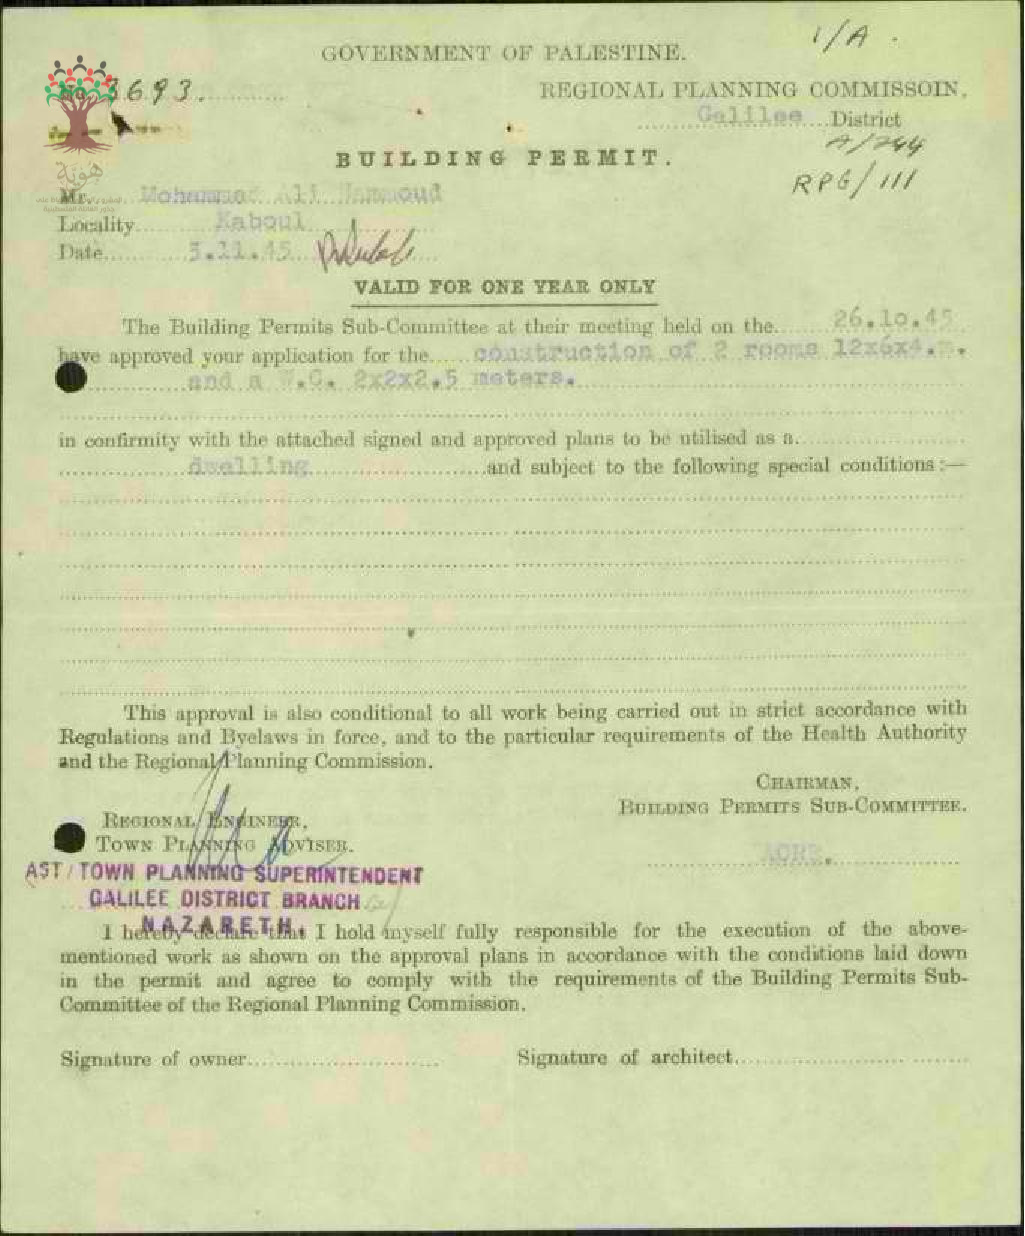 1/A.
GOVERNMENT OF PALESTINE.
3693.
REGIONAL PLANNING COMMISSOIN.
Galilee District
A/744
BUILDING PERMIT.
RPG/111
هوية
Mr. Mohammad Ali Hammoud
Locality Kaboul
Date 3.11.45
VALID FOR ONE YEAR ONLY
The Building Permits Sub-Committee at their meeting held on the 26.10.45
have approved your application for the construction of 2 rooms 12x6x4.m.
and a W.C. 2x2x2.5 meters.
in confirmity with the attached signed and approved plans to be utilised as a
dwelling and subject to the following special conditions :—
This approval is also conditional to all work being carried out in strict accordance with
Regulations and Byelaws in force, and to the particular requirements of the Health Authority
and the Regional Planning Commission.
CHAIRMAN,
BUILDING PERMITS SUB-COMMITTEE.
REGIONAL ENGINEER,
TOWN PLANNING ADVISER.
ACRE.
AST/TOWN PLANNING SUPERINTENDENT
GALILEE DISTRICT BRANCH
NAZARETH.
I hereby declare that I hold myself fully responsible for the execution of the above-
mentioned work as shown on the approval plans in accordance with the conditions laid down
in the permit and agree to comply with the requirements of the Building Permits Sub-
Committee of the Regional Planning Commission.
Signature of owner
Signature of architect